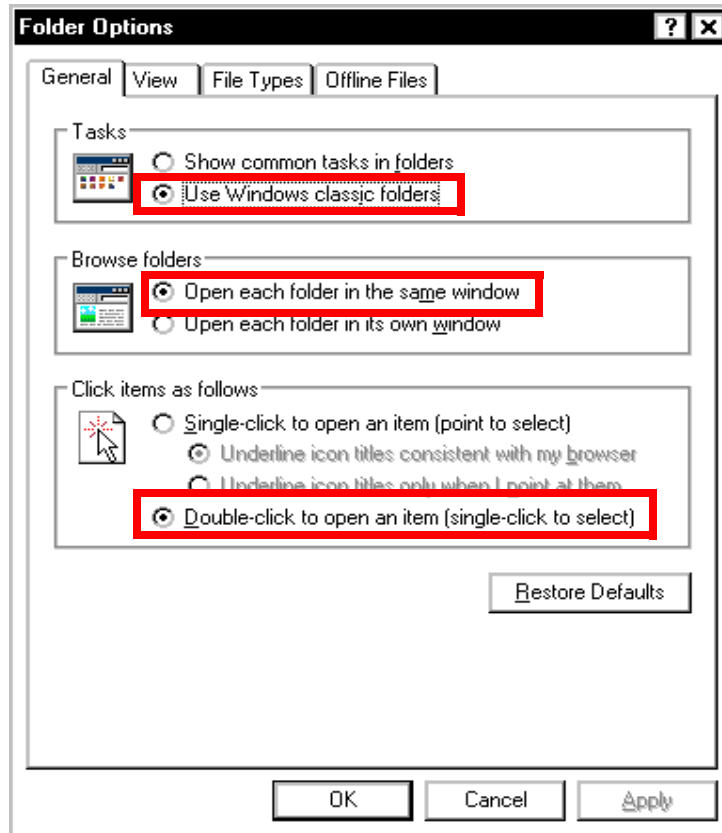 Folder Options
General View File Types Offline Files
Tasks
Show common tasks in folders
Use Windows classic folders
Browse folders
Open each folder in the same window
Open each folder in its own window
Click items as follows
Single-click to open an item (point to select)
Underline icon titles consistent with my browser
Underline icon titles only when I point at them
Double-click to open an item (single-click to select)
Restore Defaults
OK Cancel Apply